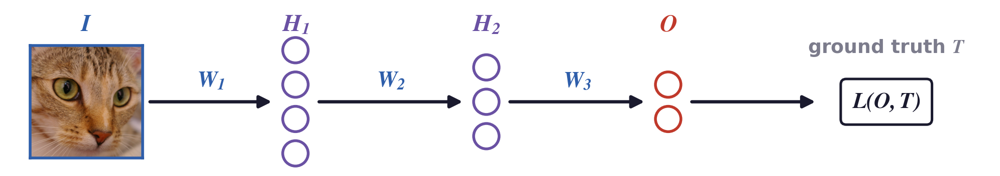 I
H₁
H₂
O
ground truth T
W₁
W₂
W₃
L(O, T)